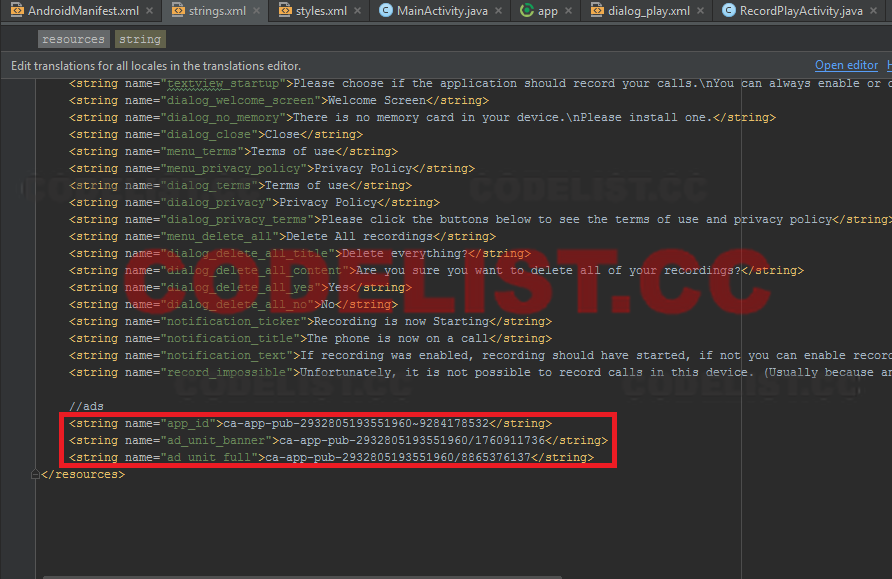 AndroidManifest.xml strings.xml styles.xml MainActivity.java app dialog_play.xml RecordPlayActivity.java
resources string
Edit translations for all locales in the translations editor. Open editor
<string name="textview_startup">Please choose if the application should record your calls.\nYou can always enable or
<string name="dialog_welcome_screen">Welcome Screen</string>
<string name="dialog_no_memory">There is no memory card in your device.\nPlease install one.</string>
<string name="dialog_close">Close</string>
<string name="menu_terms">Terms of use</string>
<string name="menu_privacy_policy">Privacy Policy</string>
<string name="dialog_terms">Terms of use</string>
<string name="dialog_privacy">Privacy Policy</string>
<string name="dialog_privacy_terms">Please click the buttons below to see the terms of use and privacy policy</string>
<string name="menu_delete_all">Delete All recordings</string>
<string name="dialog_delete_all_title">Delete everything?</string>
<string name="dialog_delete_all_content">Are you sure you want to delete all of your recordings?</string>
<string name="dialog_delete_all_yes">Yes</string>
<string name="dialog_delete_all_no">No</string>
<string name="notification_ticker">Recording is now Starting</string>
<string name="notification_title">The phone is now on a call</string>
<string name="notification_text">If recording was enabled, recording should have started, if not you can enable recor
<string name="record_impossible">Unfortunately, it is not possible to record calls in this device. (Usually because an
//ads
<string name="app_id">ca-app-pub-2932805193551960~9284178532</string>
<string name="ad_unit_banner">ca-app-pub-2932805193551960/1760911736</string>
<string name="ad_unit_full">ca-app-pub-2932805193551960/8865376137</string>
</resources>
CODELIST.CC
CODELIST.CC
CODELIST.CC
CODELIST.CC
CODELIST.CC